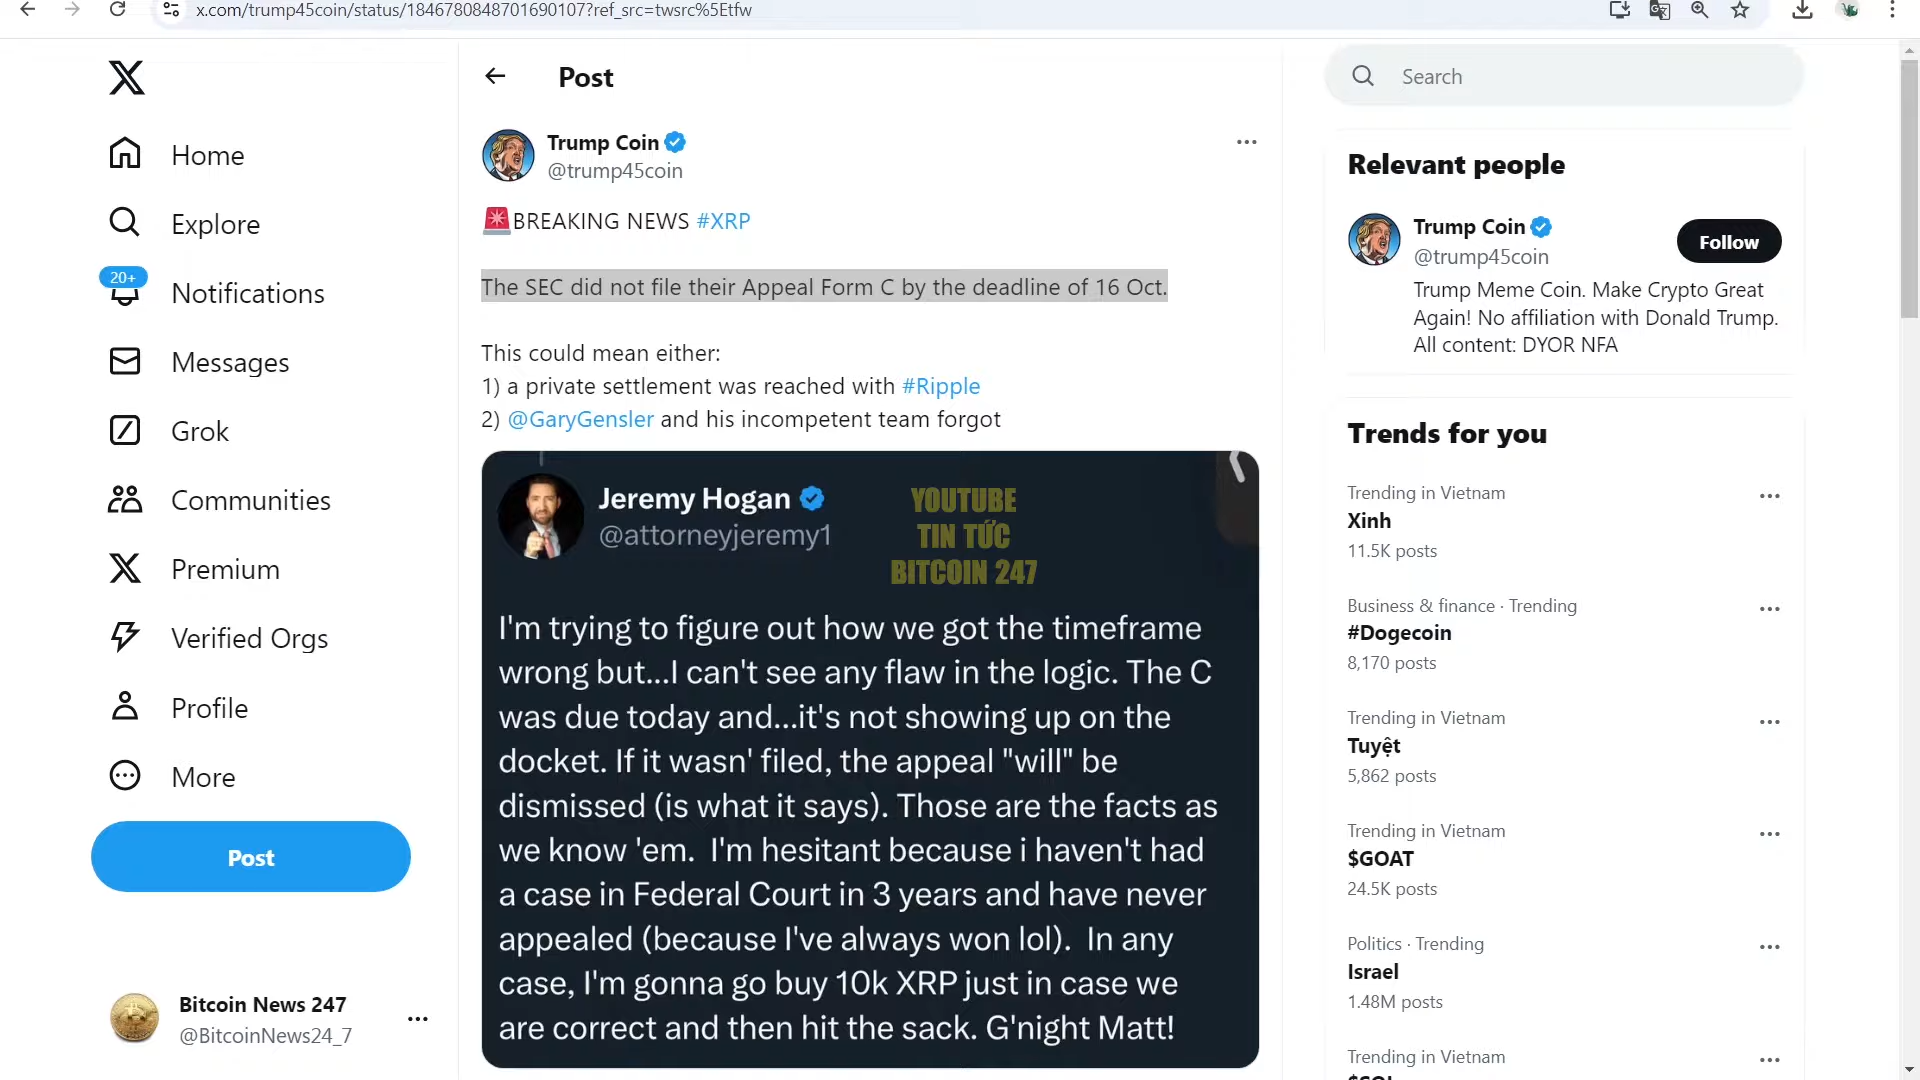 x.com/trump45coin/status/1846780848701690107?ref_src=twsrc%5Etfw
Home
Explore
20+
Notifications
Messages
Grok
Communities
Premium
Verified Orgs
Profile
More
Post
Bitcoin News 247
@BitcoinNews24_7
Post
Trump Coin
@trump45coin
BREAKING NEWS #XRP
The SEC did not file their Appeal Form C by the deadline of 16 Oct.
This could mean either:
1) a private settlement was reached with #Ripple
2) @GaryGensler and his incompetent team forgot
Jeremy Hogan
@attorneyjeremy1
YOUTUBE
TIN TỨC
BITCOIN 247
I'm trying to figure out how we got the timeframe
wrong but...I can't see any flaw in the logic. The C
was due today and...it's not showing up on the
docket. If it wasn' filed, the appeal "will" be
dismissed (is what it says). Those are the facts as
we know 'em. I'm hesitant because i haven't had
a case in Federal Court in 3 years and have never
appealed (because I've always won lol). In any
case, I'm gonna go buy 10k XRP just in case we
are correct and then hit the sack. G'night Matt!
Search
Relevant people
Trump Coin
@trump45coin
Follow
Trump Meme Coin. Make Crypto Great
Again! No affiliation with Donald Trump.
All content: DYOR NFA
Trends for you
Trending in Vietnam
Xinh
11.5K posts
Business & finance · Trending
#Dogecoin
8,170 posts
Trending in Vietnam
Tuyệt
5,862 posts
Trending in Vietnam
$GOAT
24.5K posts
Politics · Trending
Israel
1.48M posts
Trending in Vietnam